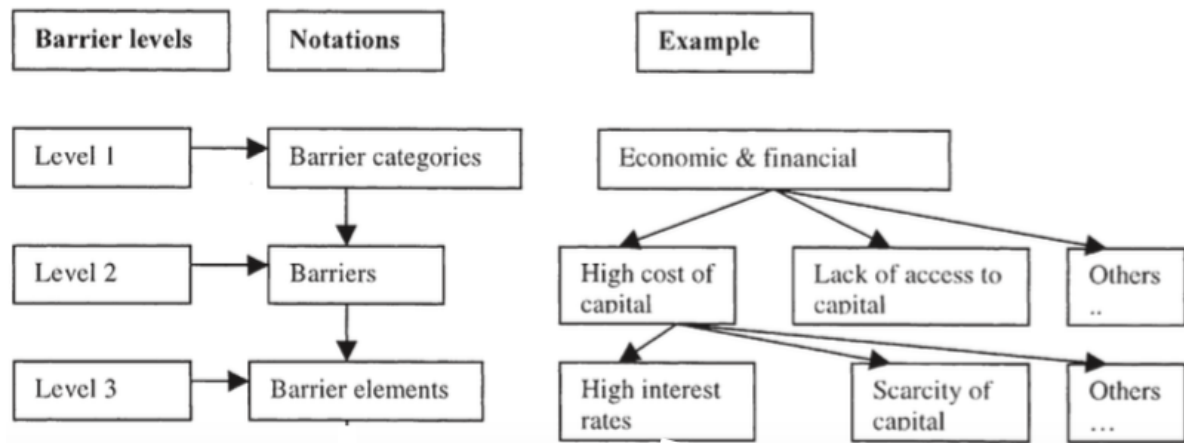 Barrier levels
Notations
Example
Level 1
Barrier categories
Economic & financial
Level 2
Barriers
High cost of
capital
Lack of access to
capital
Others
..
Level 3
Barrier elements
High interest
rates
Scarcity of
capital
Others
...